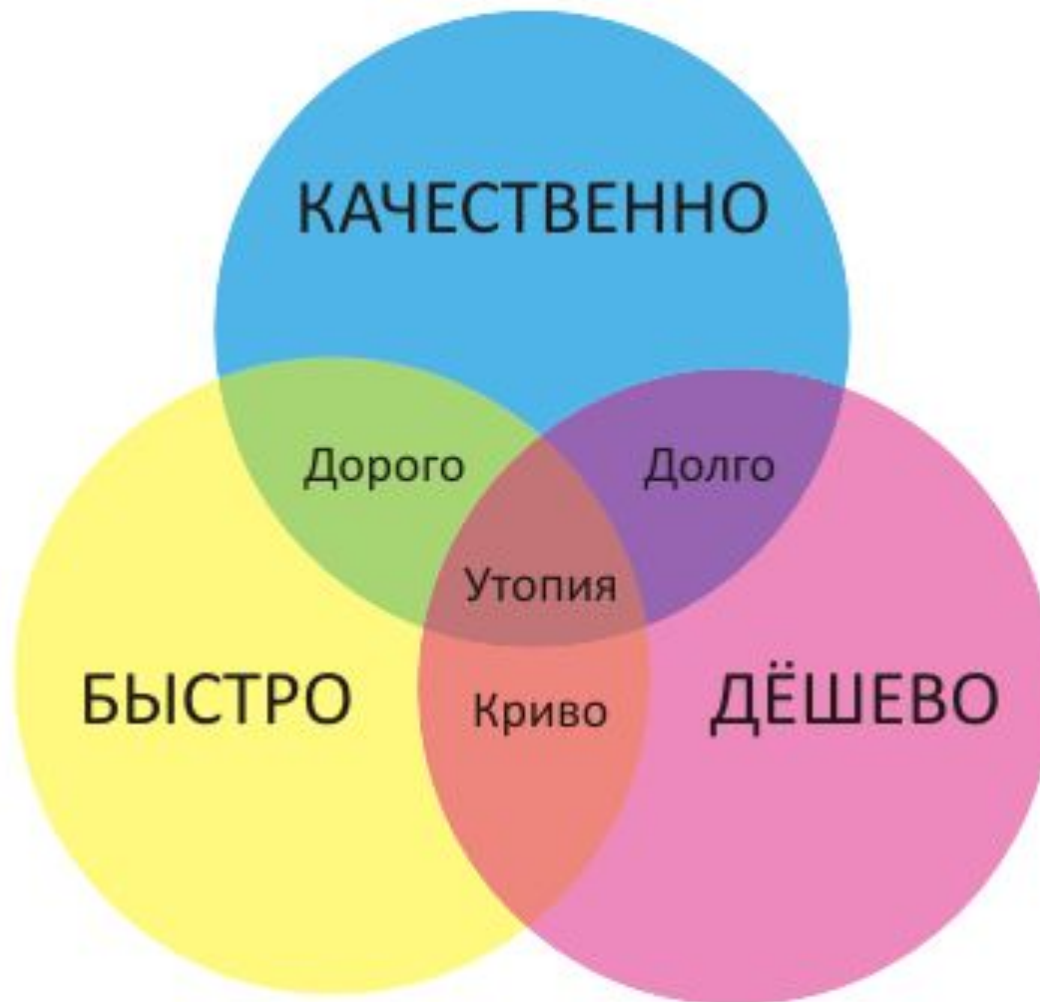 КАЧЕСТВЕННО
Дорого
Долго
Утопия
БЫСТРО
Криво
ДЁШЕВО